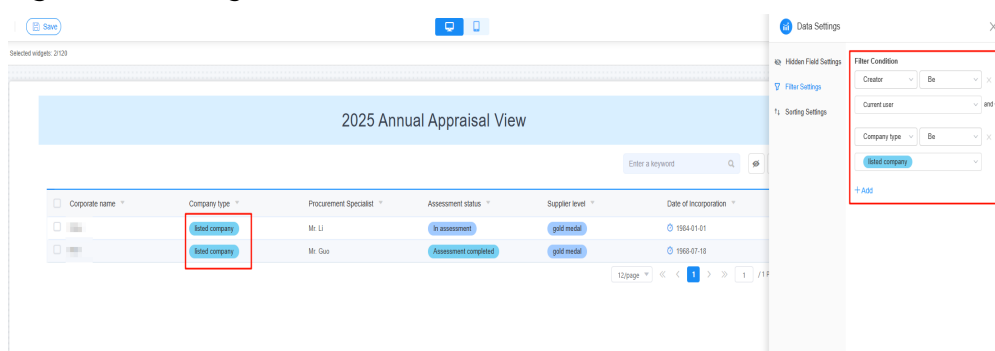 Save
Data Settings
Selected widgets: 2/120
Hidden Field Settings
Filter Settings
Sorting Settings
Filter Condition
Creator Be
Current user and
Company type Be
listed company
+ Add
2025 Annual Appraisal View
Enter a keyword
Corporate name Company type Procurement Specialist Assessment status Supplier level Date of Incorporation
listed company Mr. Li In assessment gold medal 1984-01-01
listed company Mr. Guo Assessment completed gold medal 1968-07-18
12/page 1 1 /1